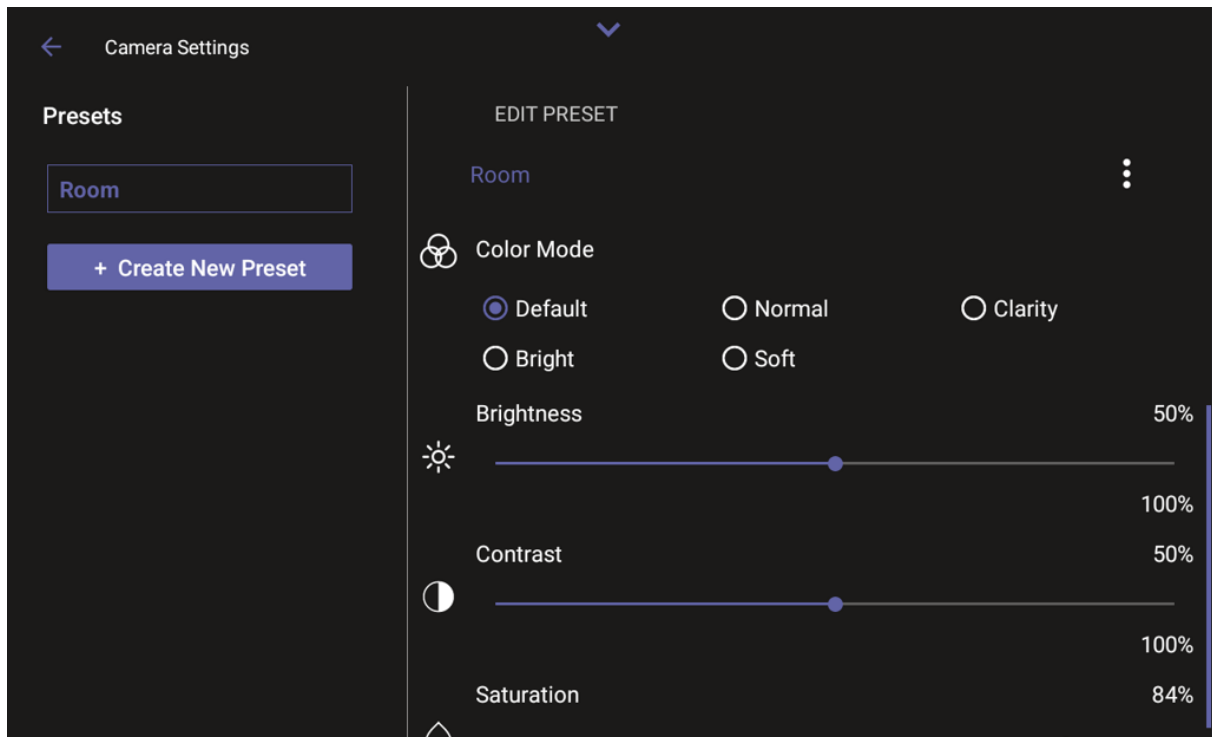 Camera Settings
Presets
Room
+ Create New Preset
EDIT PRESET
Room
Color Mode
Default Normal Clarity
Bright Soft
Brightness 50%
100%
Contrast 50%
100%
Saturation 84%